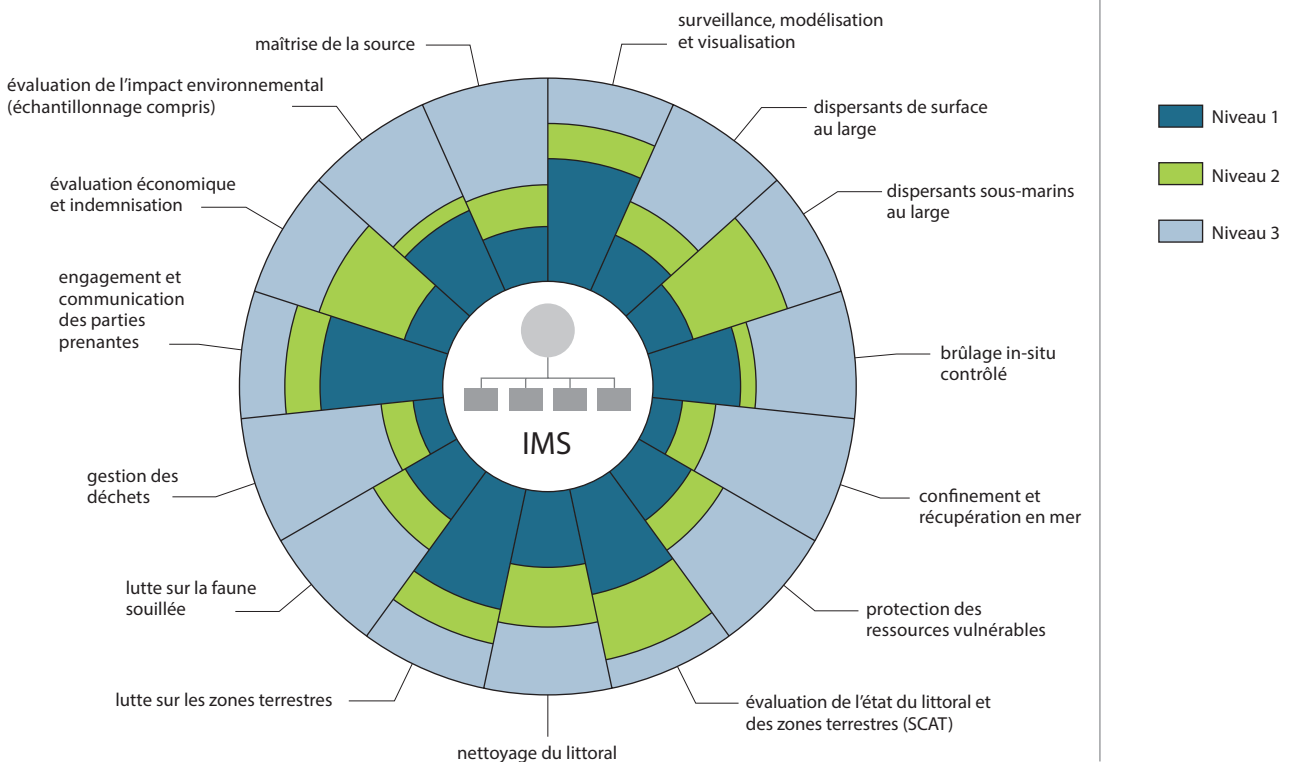 surveillance, modélisation
et visualisation
dispersants de surface
au large
dispersants sous-marins
au large
brûlage in-situ
contrôlé
confinement et
récupération en mer
protection des
ressources vulnérables
évaluation de l'état du littoral et
des zones terrestres (SCAT)
nettoyage du littoral
lutte sur les zones terrestres
lutte sur la faune
souillée
gestion des
déchets
engagement et
communication
des parties
prenantes
évaluation économique
et indemnisation
évaluation de l'impact environnemental
(échantillonnage compris)
maîtrise de la source
IMS
Niveau 1
Niveau 2
Niveau 3